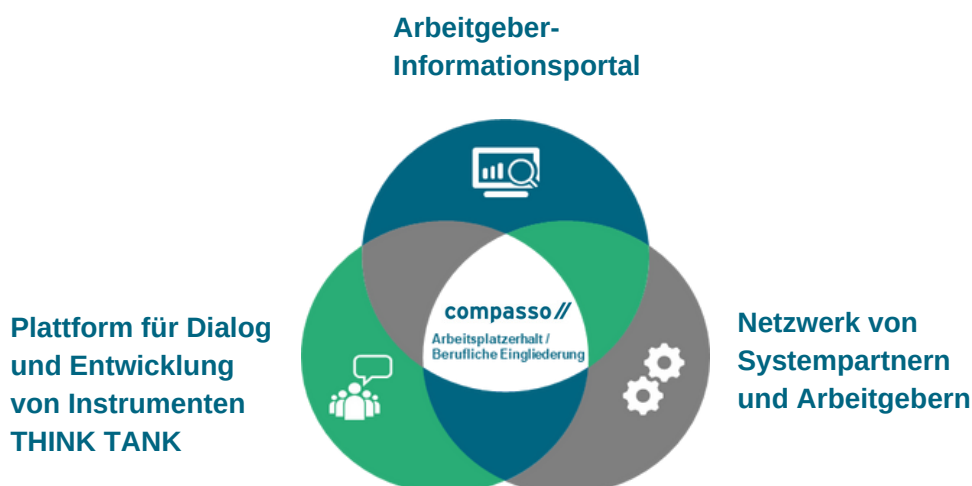 Arbeitgeber-
Informationsportal
compasso//
Arbeitsplatzerhalt /
Berufliche Eingliederung
Plattform für Dialog
und Entwicklung
von Instrumenten
THINK TANK
Netzwerk von
Systempartnern
und Arbeitgebern